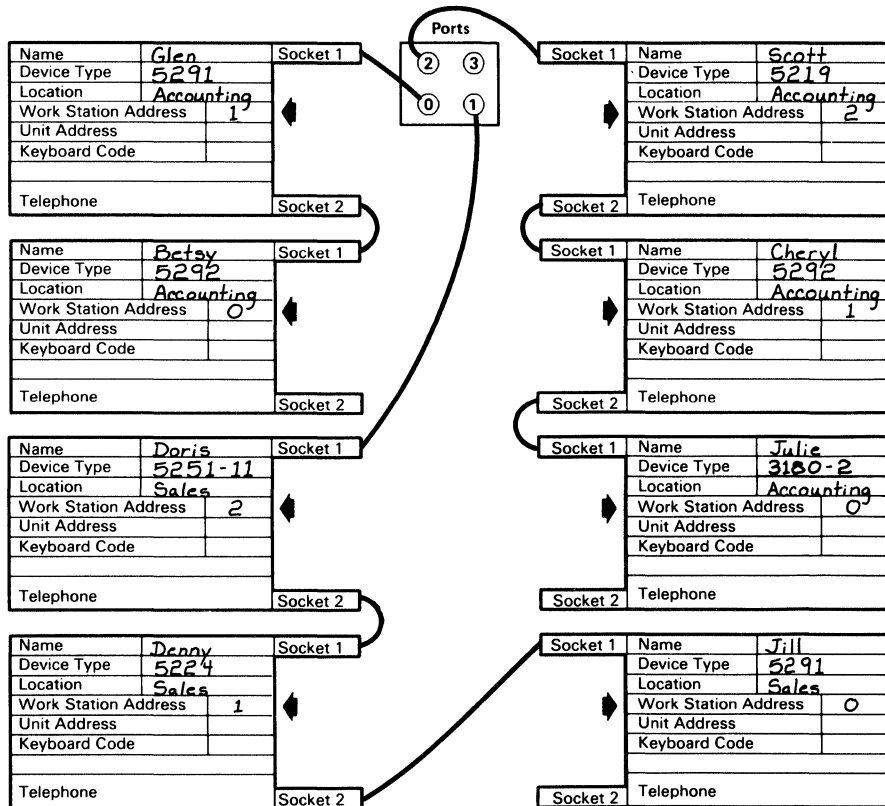 Ports
2 3
0 1
Name Glen Socket 1
Device Type 5291
Location Accounting
Work Station Address 1
Unit Address
Keyboard Code
Telephone
Socket 2
Socket 1 Name Scott
Device Type 5219
Location Accounting
Work Station Address 2
Unit Address
Keyboard Code
Socket 2 Telephone
Name Betsy Socket 1
Device Type 5292
Location Accounting
Work Station Address 0
Unit Address
Keyboard Code
Telephone
Socket 2
Socket 1 Name Cheryl
Device Type 5292
Location Accounting
Work Station Address 1
Unit Address
Keyboard Code
Socket 2 Telephone
Name Doris Socket 1
Device Type 5251-11
Location Sales
Work Station Address 2
Unit Address
Keyboard Code
Telephone
Socket 2
Socket 1 Name Julie
Device Type 3180-2
Location Accounting
Work Station Address 0
Unit Address
Keyboard Code
Socket 2 Telephone
Name Denny Socket 1
Device Type 5224
Location Sales
Work Station Address 1
Unit Address
Keyboard Code
Telephone
Socket 2
Socket 1 Name Jill
Device Type 5291
Location Sales
Work Station Address 0
Unit Address
Keyboard Code
Socket 2 Telephone